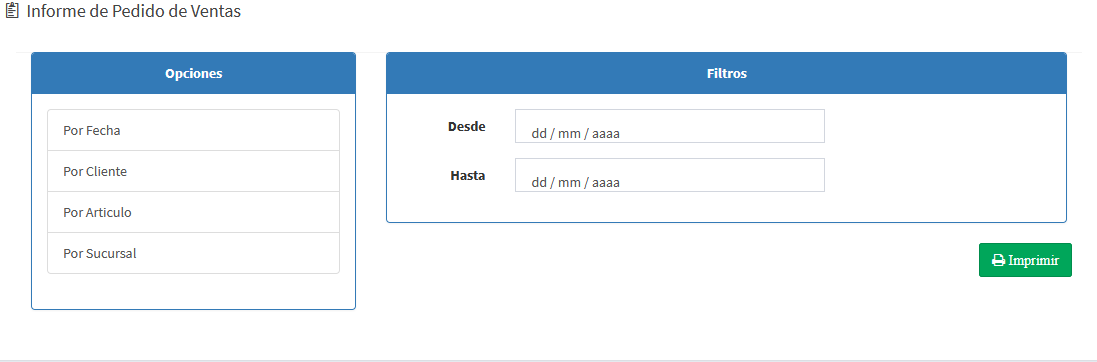 Informe de Pedido de Ventas
Opciones
Por Fecha
Por Cliente
Por Articulo
Por Sucursal
Filtros
Desde
dd / mm / aaaa
Hasta
dd / mm / aaaa
Imprimir